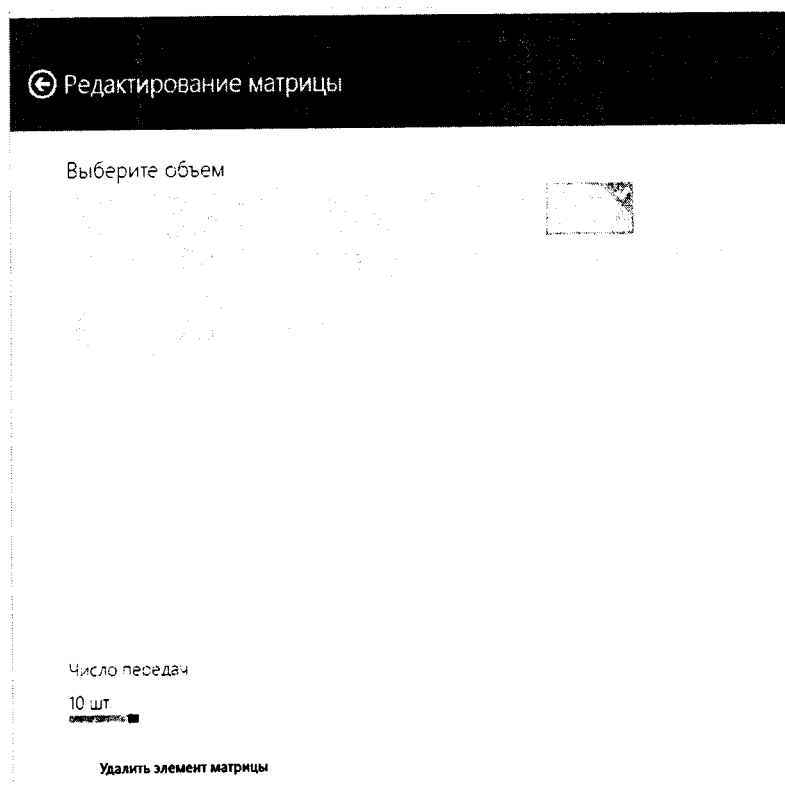 Редактирование матрицы
Выберите объем
Число передач
10 шт.
Удалить элемент матрицы